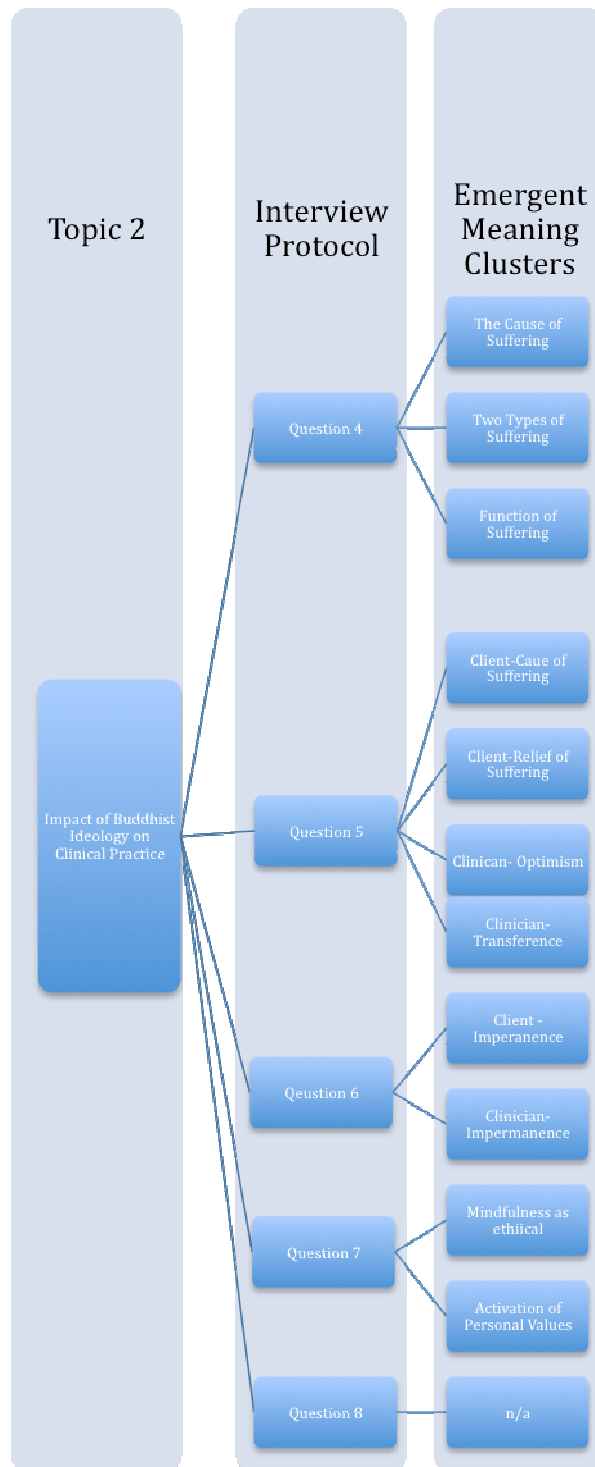 Topic 2
Interview
Protocol
Emergent
Meaning
Clusters
Impact of Buddhist
Ideology on
Clinical Practice
Question 4
The Cause of
Suffering
Two Types of
Suffering
Function of
Suffering
Question 5
Client-Caue of
Suffering
Client-Relief of
Suffering
Clinican- Optimism
Clinician-
Transference
Qeustion 6
Client -
Imperanence
Clinician-
Impermanence
Question 7
Mindfulness as
ethiical
Activation of
Personal Values
Question 8
n/a